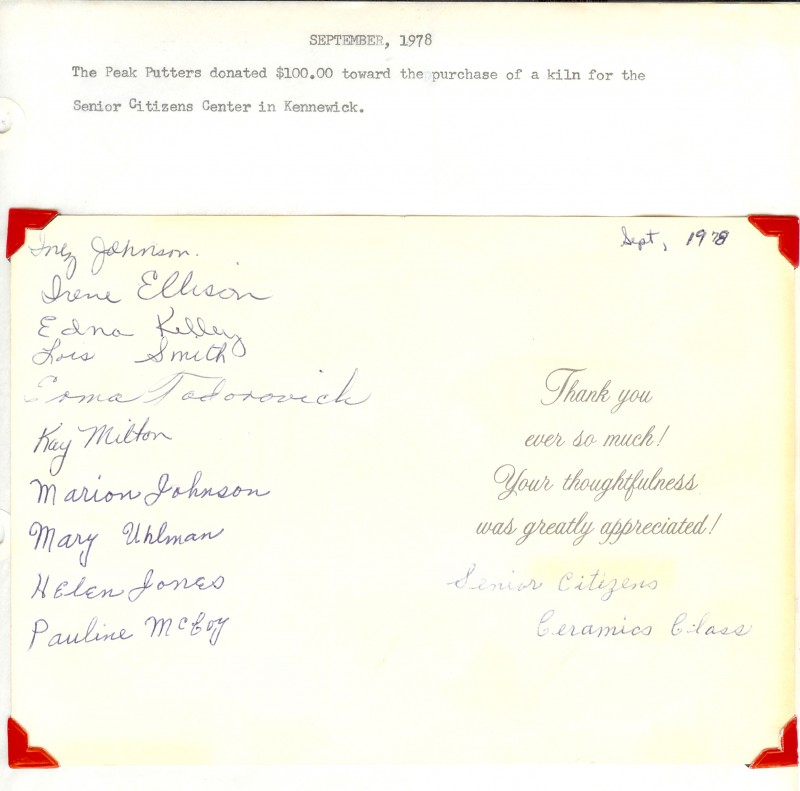 SEPTEMBER, 1978
The Peak Putters donated $100.00 toward the purchase of a kiln for the
Senior Citizens Center in Kennewick.
Sept, 1978
Inez Johnson.
Irene Ellison
Edna Kelley
Lois Smith
Erma Todorovich
Kay Milton
Marion Johnson
Mary Uhlman
Helen Jones
Pauline McCoy
Thank you
ever so much!
Your thoughtfulness
was greatly appreciated!
Senior Citizens
Ceramics Class